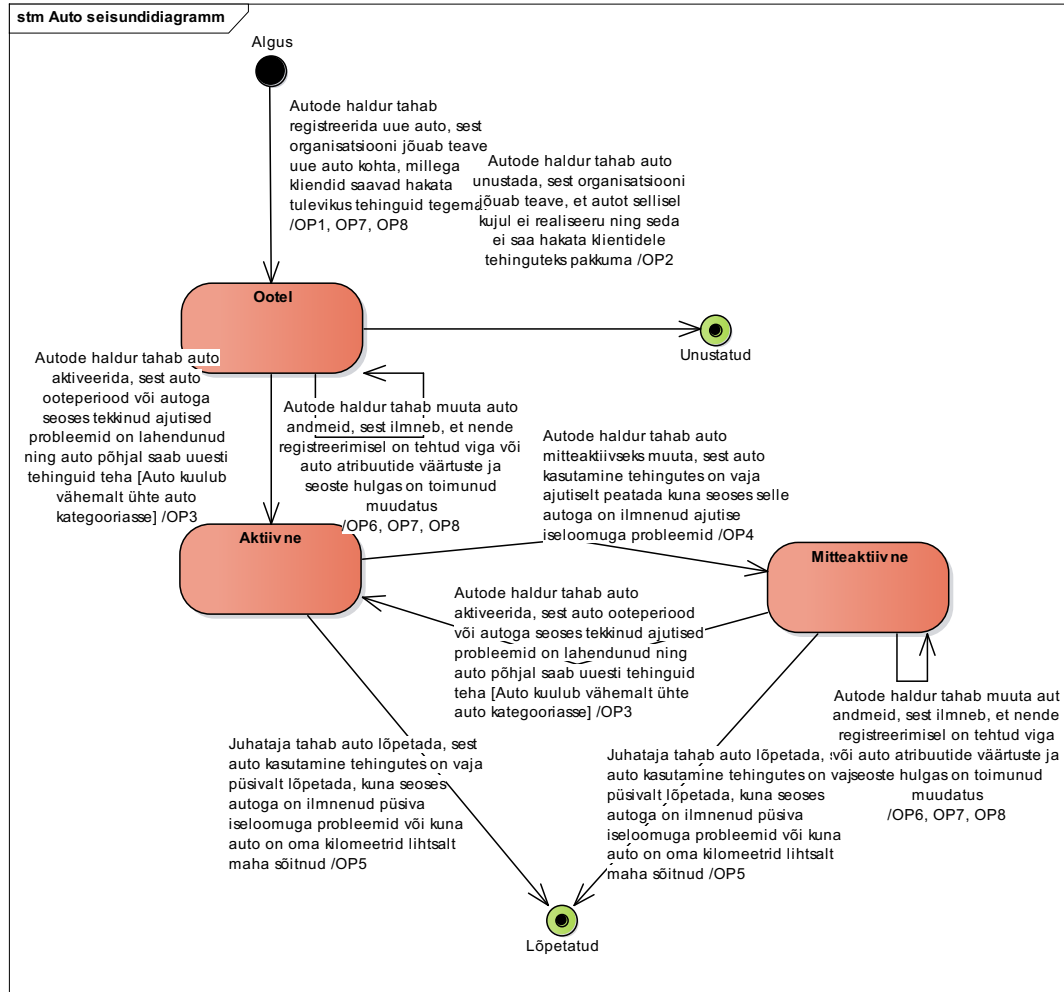 stm Auto seisundidiagramm
Algus
Autode haldur tahab
registreerida uue auto, sest
organisatsiooni jõuab teave
uue auto kohta, millega
kliendid saavad hakata
tulevikus tehinguid tegema
/OP1, OP7, OP8
Autode haldur tahab auto
unustada, sest organisatsiooni
jõuab teave, et autot sellisel
kujul ei realiseeru ning seda
ei saa hakata klientidele
tehinguteks pakkuma /OP2
Ootel
Unustatud
Autode haldur tahab auto
aktiveerida, sest auto
ooteperiood või autoga
seoses tekkinud ajutised
probleemid on lahendunud
ning auto põhjal saab uuesti
tehinguid teha [Auto kuulub
vähemalt ühte auto
kategooriasse] /OP3
Autode haldur tahab muuta auto
andmeid, sest ilmneb, et nende
registreerimisel on tehtud viga või
auto atribuutide väärtuste ja
seoste hulgas on toimunud
muudatus
/OP6, OP7, OP8
Autode haldur tahab auto
mitteaktiivseks muuta, sest auto
kasutamine tehingutes on vaja
ajutiselt peatada kuna seoses selle
autoga on ilmnenud ajutise
iseloomuga probleemid /OP4
Aktiivne
Mitteaktiivne
Autode haldur tahab auto
aktiveerida, sest auto ooteperiood
või autoga seoses tekkinud ajutised
probleemid on lahendunud ning
auto põhjal saab uuesti tehinguid
teha [Auto kuulub vähemalt ühte
auto kategooriasse] /OP3
Autode haldur tahab muuta aut
andmeid, sest ilmneb, et nende
registreerimisel on tehtud viga
või auto atribuutide väärtuste ja
seoste hulgas on toimunud
muudatus
/OP6, OP7, OP8
Juhataja tahab auto lõpetada, sest
auto kasutamine tehingutes on vaja
püsivalt lõpetada, kuna seoses
autoga on ilmnenud püsiva
iseloomuga probleemid või kuna
auto on oma kilomeetrid lihtsalt
maha sõitnud /OP5
Juhataja tahab auto lõpetada,
auto kasutamine tehingutes on vaja
püsivalt lõpetada, kuna seoses
autoga on ilmnenud püsiva
iseloomuga probleemid või kuna
auto on oma kilomeetrid lihtsalt
maha sõitnud /OP5
Lõpetatud